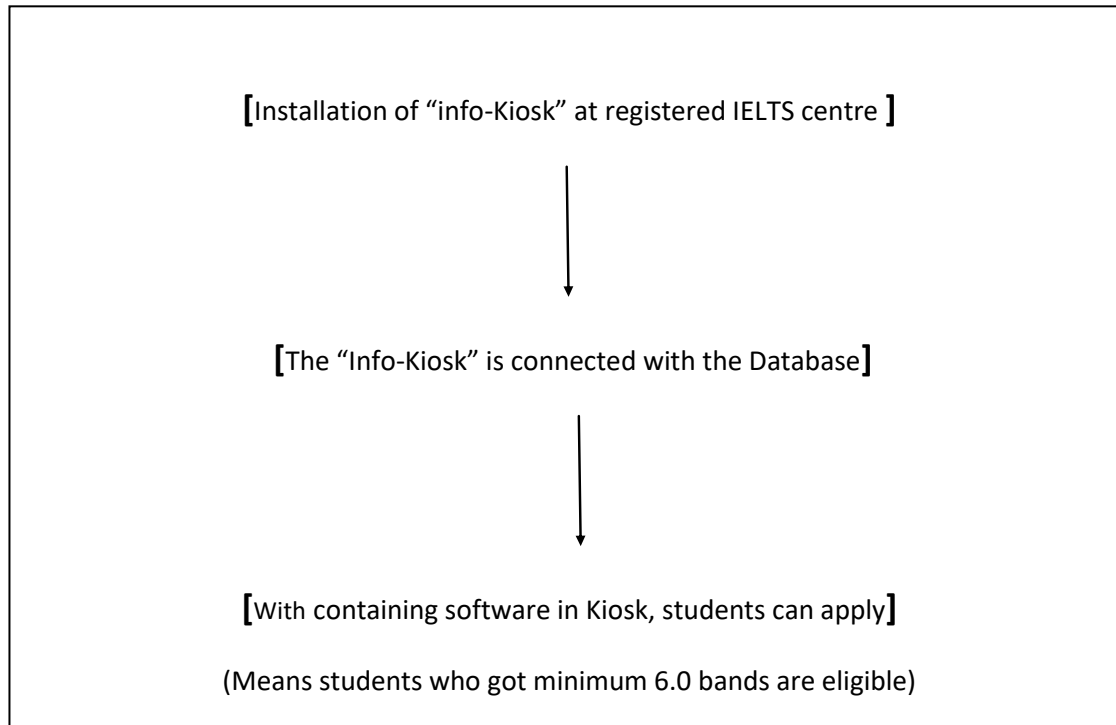 [Installation of “info-Kiosk” at registered IELTS centre ]
[The “Info-Kiosk” is connected with the Database]
[With containing software in Kiosk, students can apply]
(Means students who got minimum 6.0 bands are eligible)